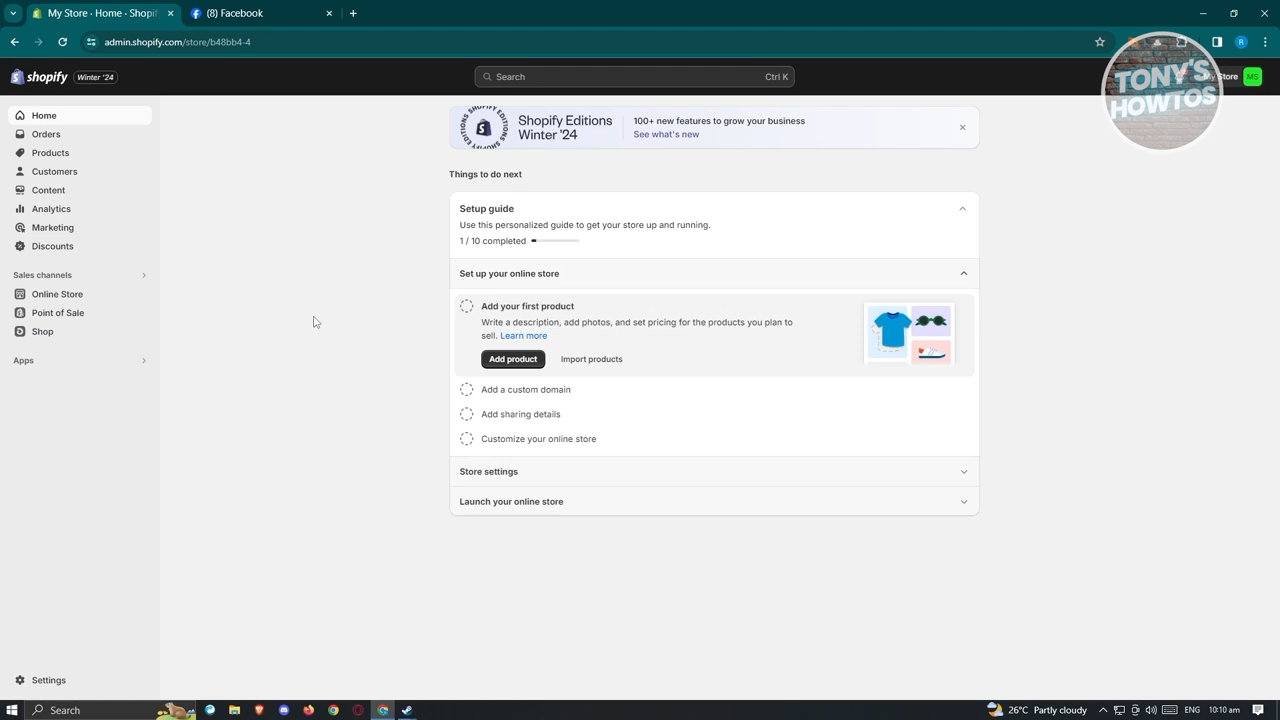 My Store · Home · Shopif
(8) Facebook
admin.shopify.com/store/b48bb4-4
shopify
Winter '24
Search
Ctrl K
My Store
MS
TONY'S
HOWTOS
Home
Orders
Products
Customers
Content
Analytics
Marketing
Discounts
Sales channels
Online Store
Point of Sale
Shop
Apps
Settings
SHOPIFY EDITIONS
Shopify Editions
Winter '24
100+ new features to grow your business
See what's new
Things to do next
Setup guide
Use this personalized guide to get your store up and running.
1 / 10 completed
Set up your online store
Add your first product
Write a description, add photos, and set pricing for the products you plan to
sell. Learn more
Add product
Import products
Add a custom domain
Add sharing details
Customize your online store
Store settings
Launch your online store
Search
26°C Partly cloudy
ENG
10:10 am